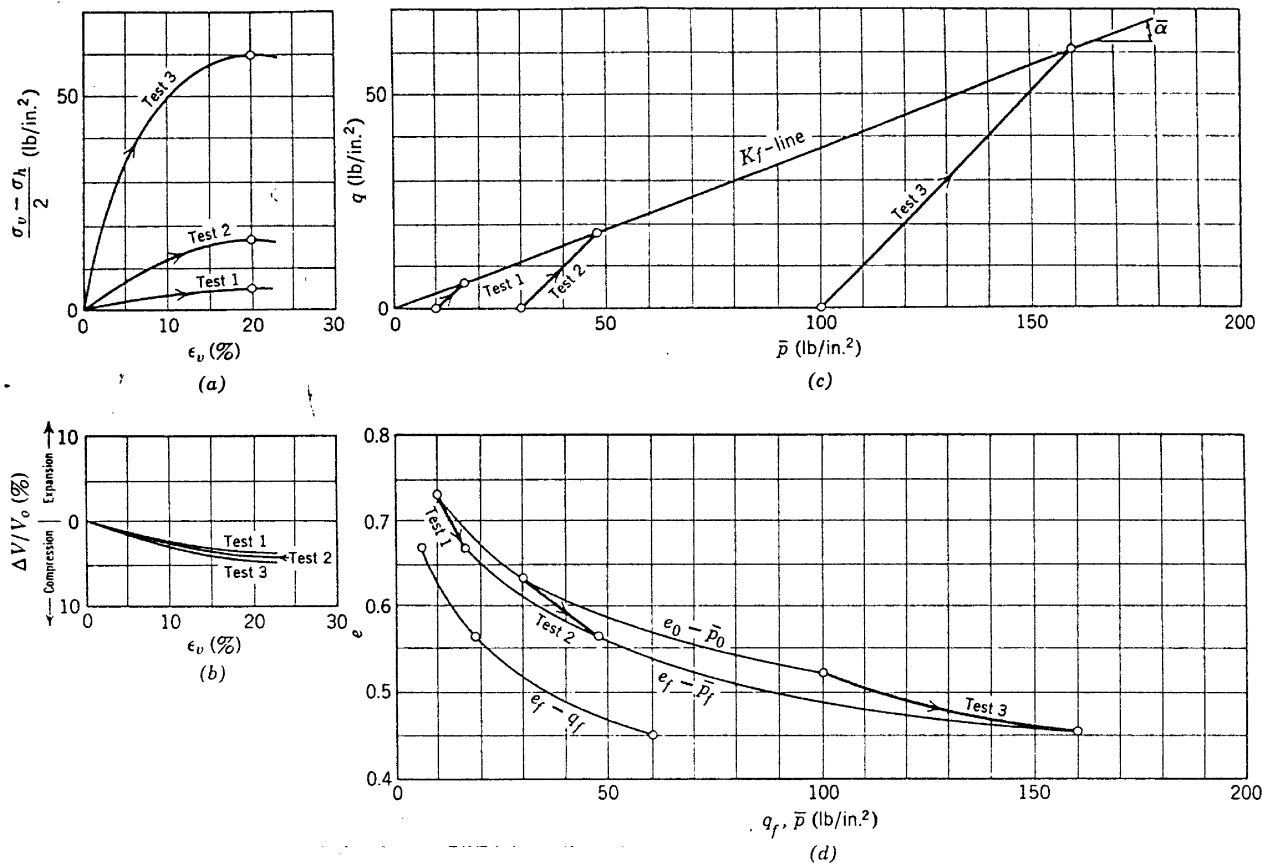 σv − σh / 2 (lb/in.²)
50
0
Test 3
Test 2
Test 1
0
10
20
30
ϵv (%)
(a)
q (lb/in.²)
50
0
Kf-line
ᾱ
Test 1
Test 2
Test 3
0
50
100
150
200
p̄ (lb/in.²)
(c)
ΔV/Vo (%)
Compression
Expansion
10
0
10
Test 1
Test 2
Test 3
0
10
20
30
ϵv (%)
(b)
e
0.8
0.7
0.6
0.5
0.4
Test 1
Test 2
Test 3
e0 − p̄0
ef − p̄f
ef − qf
0
50
100
150
200
qf, p̄ (lb/in.²)
(d)